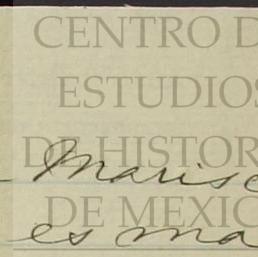 CENTRO D
ESTUDIOS
DE HISTOR
Marisc
DE MEXIC
es ma